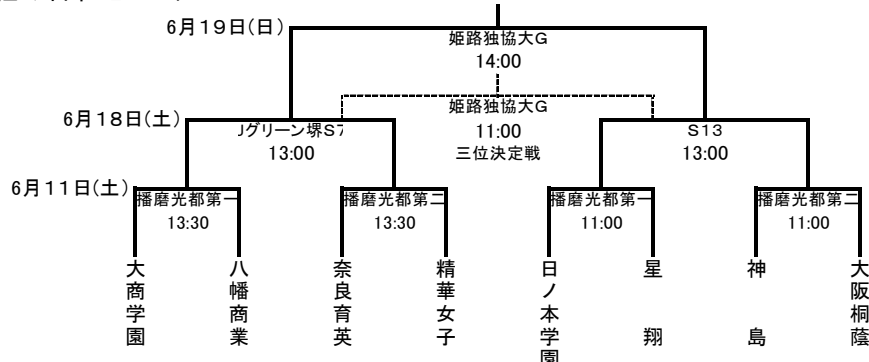 6月19日(日)
姫路独協大G
14:00
姫路独協大G
11:00
三位決定戦
6月18日(土)
Jグリーン堺S7
13:00
S13
13:00
6月11日(土)
播磨光都第一
13:30
播磨光都第二
13:30
播磨光都第一
11:00
播磨光都第二
11:00
大商学園
八幡商業
奈良育英
精華女子
日ノ本学園
星翔
神島
大阪桐蔭